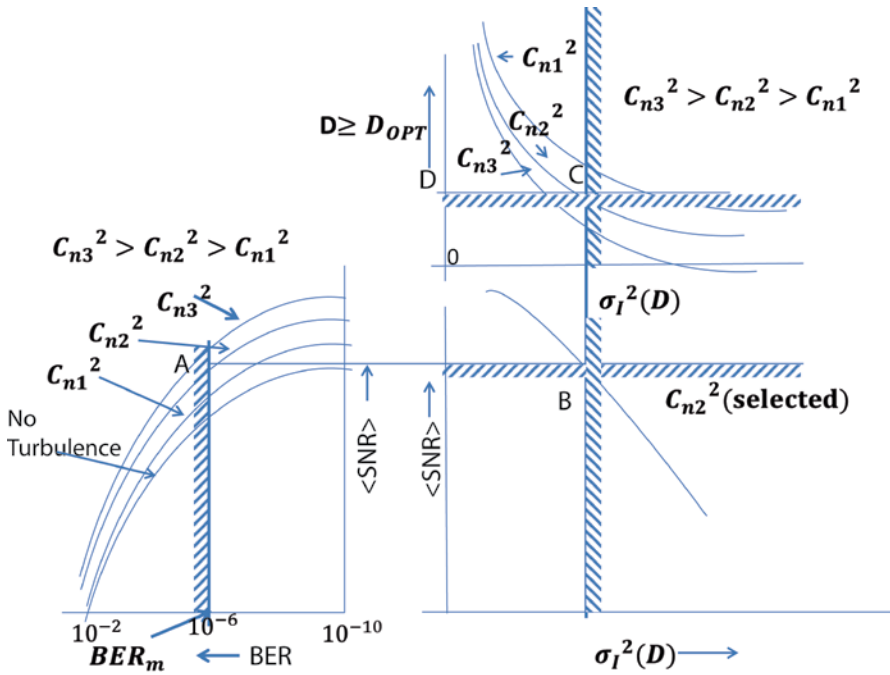 Cn1²
Cn3² > Cn2² > Cn1²
D≥ D_OPT
Cn2²
Cn3²
C
D
0
Cn3² > Cn2² > Cn1²
σI²(D)
Cn3²
Cn2²
A
Cn1²
B
Cn2²(selected)
No
Turbulence
<SNR>
<SNR>
10⁻²
10⁻⁶
10⁻¹⁰
BERm
BER
σI²(D)